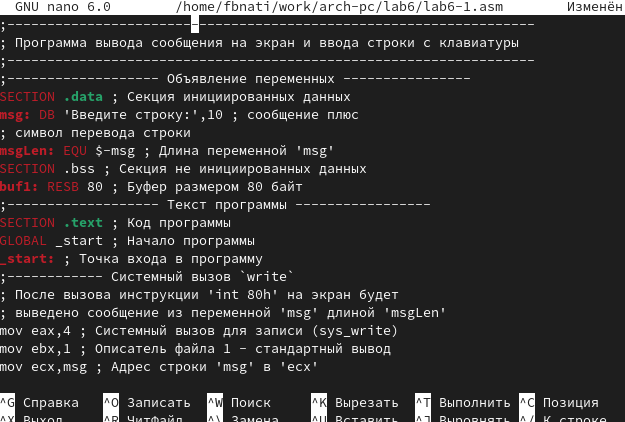 GNU nano 6.0 /home/fbnati/work/arch-pc/lab6/lab6-1.asm Изменён
;------------------------------------------------------------------
; Программа вывода сообщения на экран и ввода строки с клавиатуры
;------------------------------------------------------------------
;------------------- Объявление переменных ----------------
SECTION .data ; Секция инициированных данных
msg: DB 'Введите строку:',10 ; сообщение плюс
; символ перевода строки
msgLen: EQU $-msg ; Длина переменной 'msg'
SECTION .bss ; Секция не инициированных данных
buf1: RESB 80 ; Буфер размером 80 байт
;------------------- Текст программы -----------------
SECTION .text ; Код программы
GLOBAL _start ; Начало программы
_start: ; Точка входа в программу
;------------ Системный вызов `write`
; После вызова инструкции 'int 80h' на экран будет
; выведено сообщение из переменной 'msg' длиной 'msgLen'
mov eax,4 ; Системный вызов для записи (sys_write)
mov ebx,1 ; Описатель файла 1 - стандартный вывод
mov ecx,msg ; Адрес строки 'msg' в 'ecx'
^G Справка ^O Записать ^W Поиск ^K Вырезать ^T Выполнить ^C Позиция
^X Выход ^R ЧитФайл ^\ Замена ^U Вставить ^J Выровнять ^/ К строке